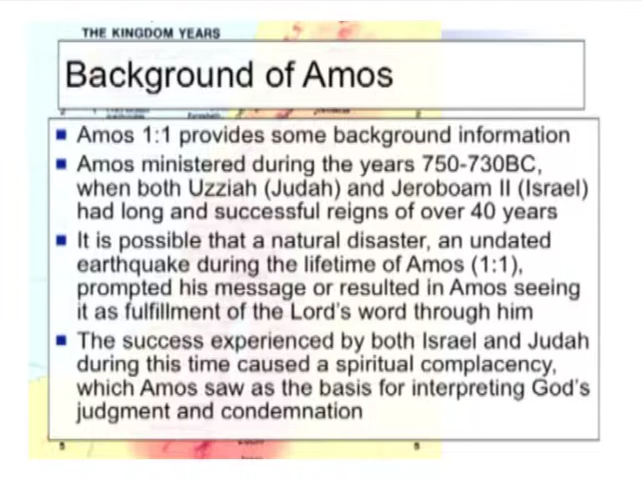 THE KINGDOM YEARS
Background of Amos
Amos 1:1 provides some background information
Amos ministered during the years 750-730BC,
when both Uzziah (Judah) and Jeroboam II (Israel)
had long and successful reigns of over 40 years
It is possible that a natural disaster, an undated
earthquake during the lifetime of Amos (1:1),
prompted his message or resulted in Amos seeing
it as fulfillment of the Lord's word through him
The success experienced by both Israel and Judah
during this time caused a spiritual complacency,
which Amos saw as the basis for interpreting God's
judgment and condemnation